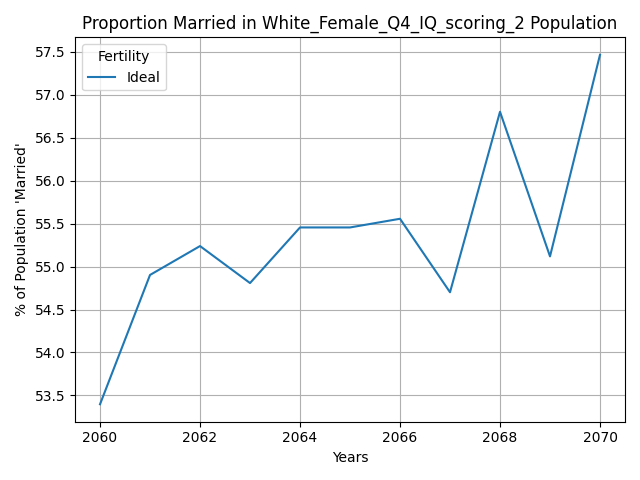 Proportion Married in White_Female_Q4_IQ_scoring_2 Population
Fertility
Ideal
% of Population 'Married'
57.5
57.0
56.5
56.0
55.5
55.0
54.5
54.0
53.5
2060 2062 2064 2066 2068 2070
Years